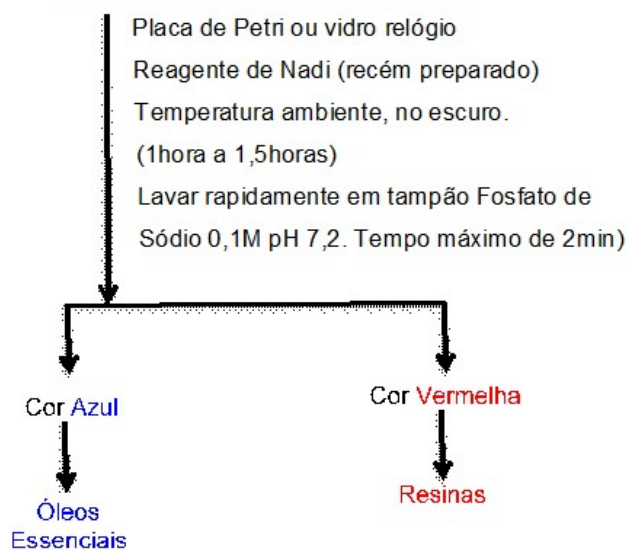 Placa de Petri ou vidro relógio
Reagente de Nadi (recém preparado)
Temperatura ambiente, no escuro.
(1hora a 1,5horas)
Lavar rapidamente em tampão Fosfato de
Sódio 0,1M pH 7,2. Tempo máximo de 2min)
Cor Azul
Cor Vermelha
Óleos
Essenciais
Resinas